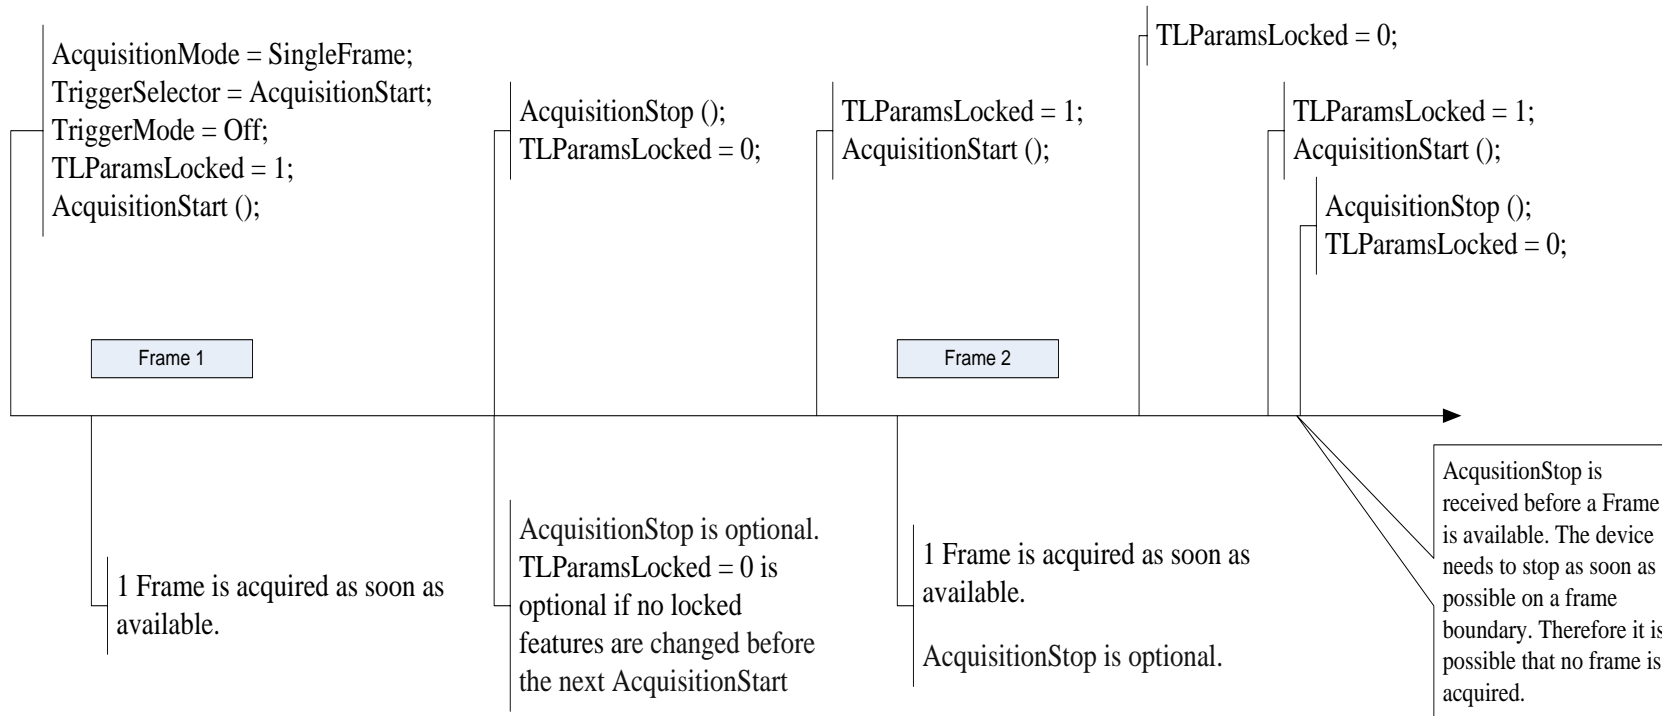 AcquisitionMode = SingleFrame;
TriggerSelector = AcquisitionStart;
TriggerMode = Off;
TLParamsLocked = 1;
AcquisitionStart ();
AcquisitionStop ();
TLParamsLocked = 0;
TLParamsLocked = 1;
AcquisitionStart ();
TLParamsLocked = 0;
TLParamsLocked = 1;
AcquisitionStart ();
AcquisitionStop ();
TLParamsLocked = 0;
Frame 1
Frame 2
1 Frame is acquired as soon as
available.
AcquisitionStop is optional.
TLParamsLocked = 0 is
optional if no locked
features are changed before
the next AcquisitionStart
1 Frame is acquired as soon as
available.
AcquisitionStop is optional.
AcqusitionStop is
received before a Frame
is available. The device
needs to stop as soon as
possible on a frame
boundary. Therefore it is
possible that no frame is
acquired.